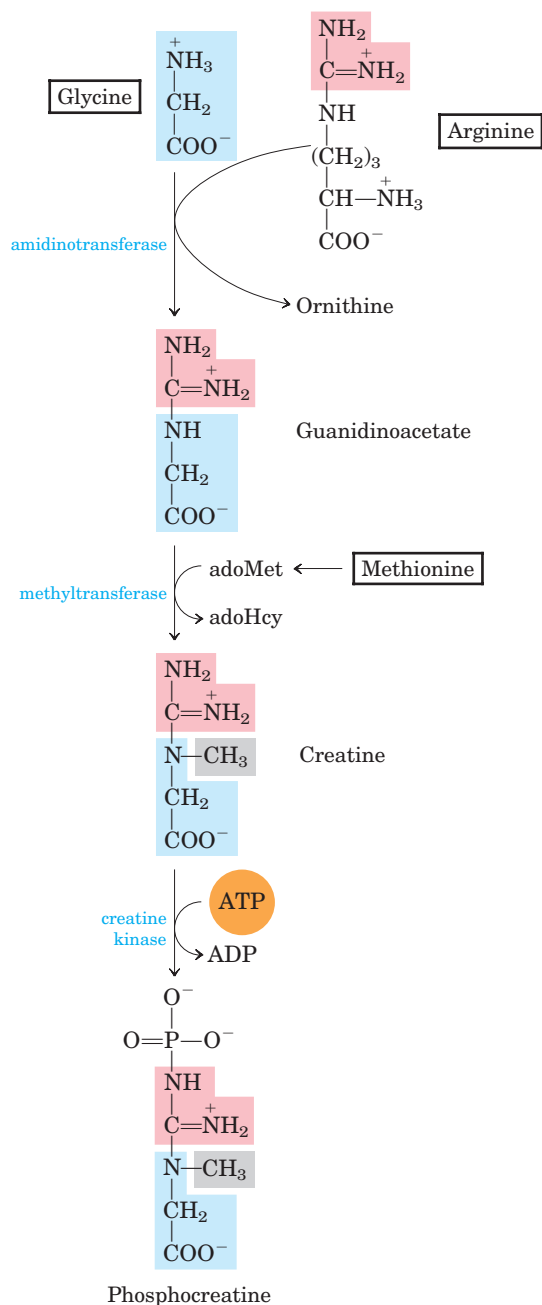 NH₂
+
NH₃
C=NH₂
+
Glycine
CH₂
NH
Arginine
COO⁻
(CH₂)₃
CH—NH₃
+
COO⁻
amidinotransferase
Ornithine
NH₂
+
C=NH₂
NH
Guanidinoacetate
CH₂
COO⁻
adoMet
Methionine
methyltransferase
adoHcy
NH₂
+
C=NH₂
N—CH₃
Creatine
CH₂
COO⁻
ATP
creatine
kinase
ADP
O⁻
O=P—O⁻
NH
+
C=NH₂
N—CH₃
CH₂
COO⁻
Phosphocreatine